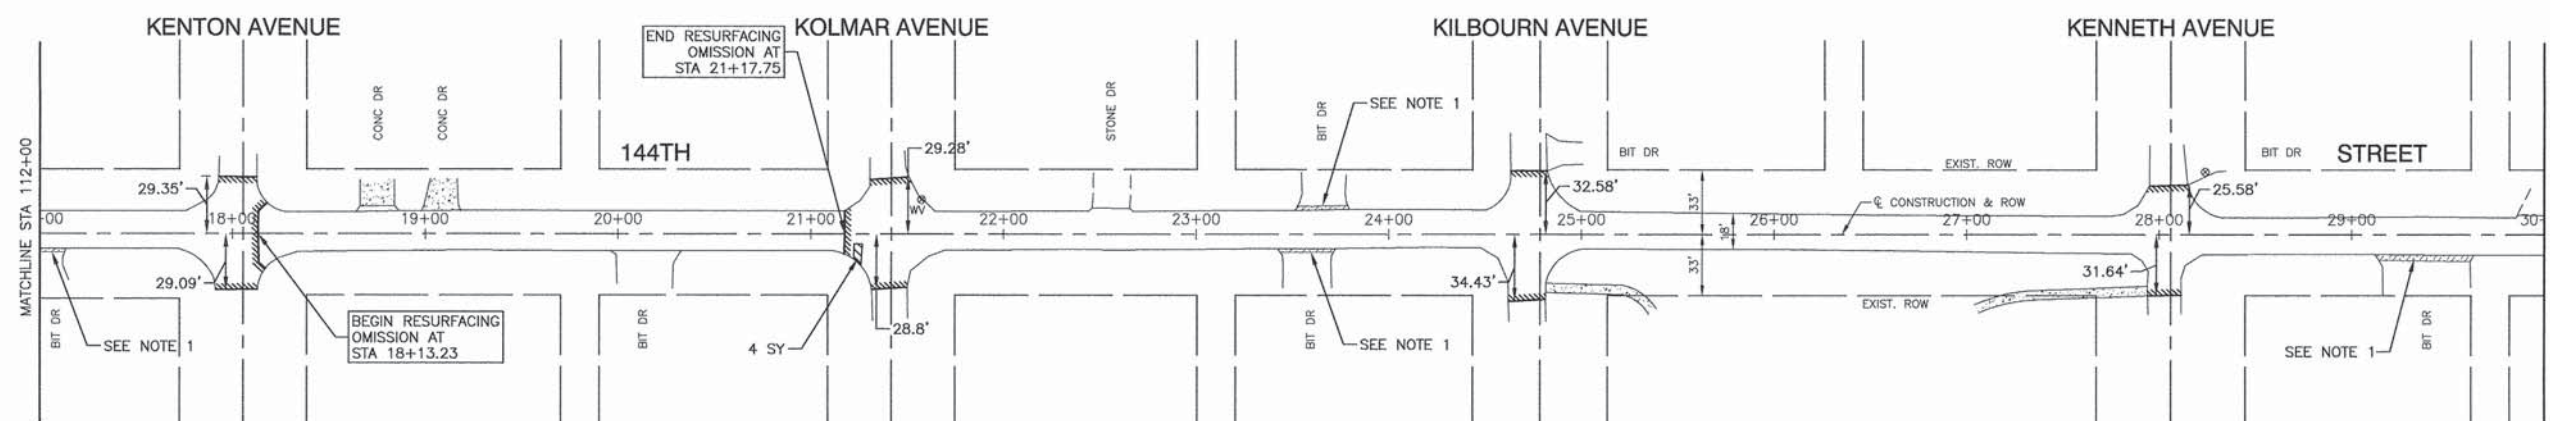 KENTON AVENUE
KOLMAR AVENUE
KILBOURN AVENUE
KENNETH AVENUE
END RESURFACING
OMISSION AT
STA 21+17.75
CONC DR
CONC DR
STONE DR
BIT DR
SEE NOTE 1
144TH
29.28'
BIT DR
EXIST. ROW
BIT DR
STREET
MATCHLINE STA 112+00
29.35'
32.58'
33'
25.58'
WV
℄ CONSTRUCTION & ROW
00
18+00
19+00
20+00
21+00
22+00
23+00
24+00
25+00
26+00
27+00
28+00
29+00
30
18'
33'
29.09'
34.43'
31.64'
EXIST. ROW
BIT DR
SEE NOTE 1
BEGIN RESURFACING
OMISSION AT
STA 18+13.23
BIT DR
28.8'
4 SY
BIT DR
SEE NOTE 1
BIT DR
SEE NOTE 1